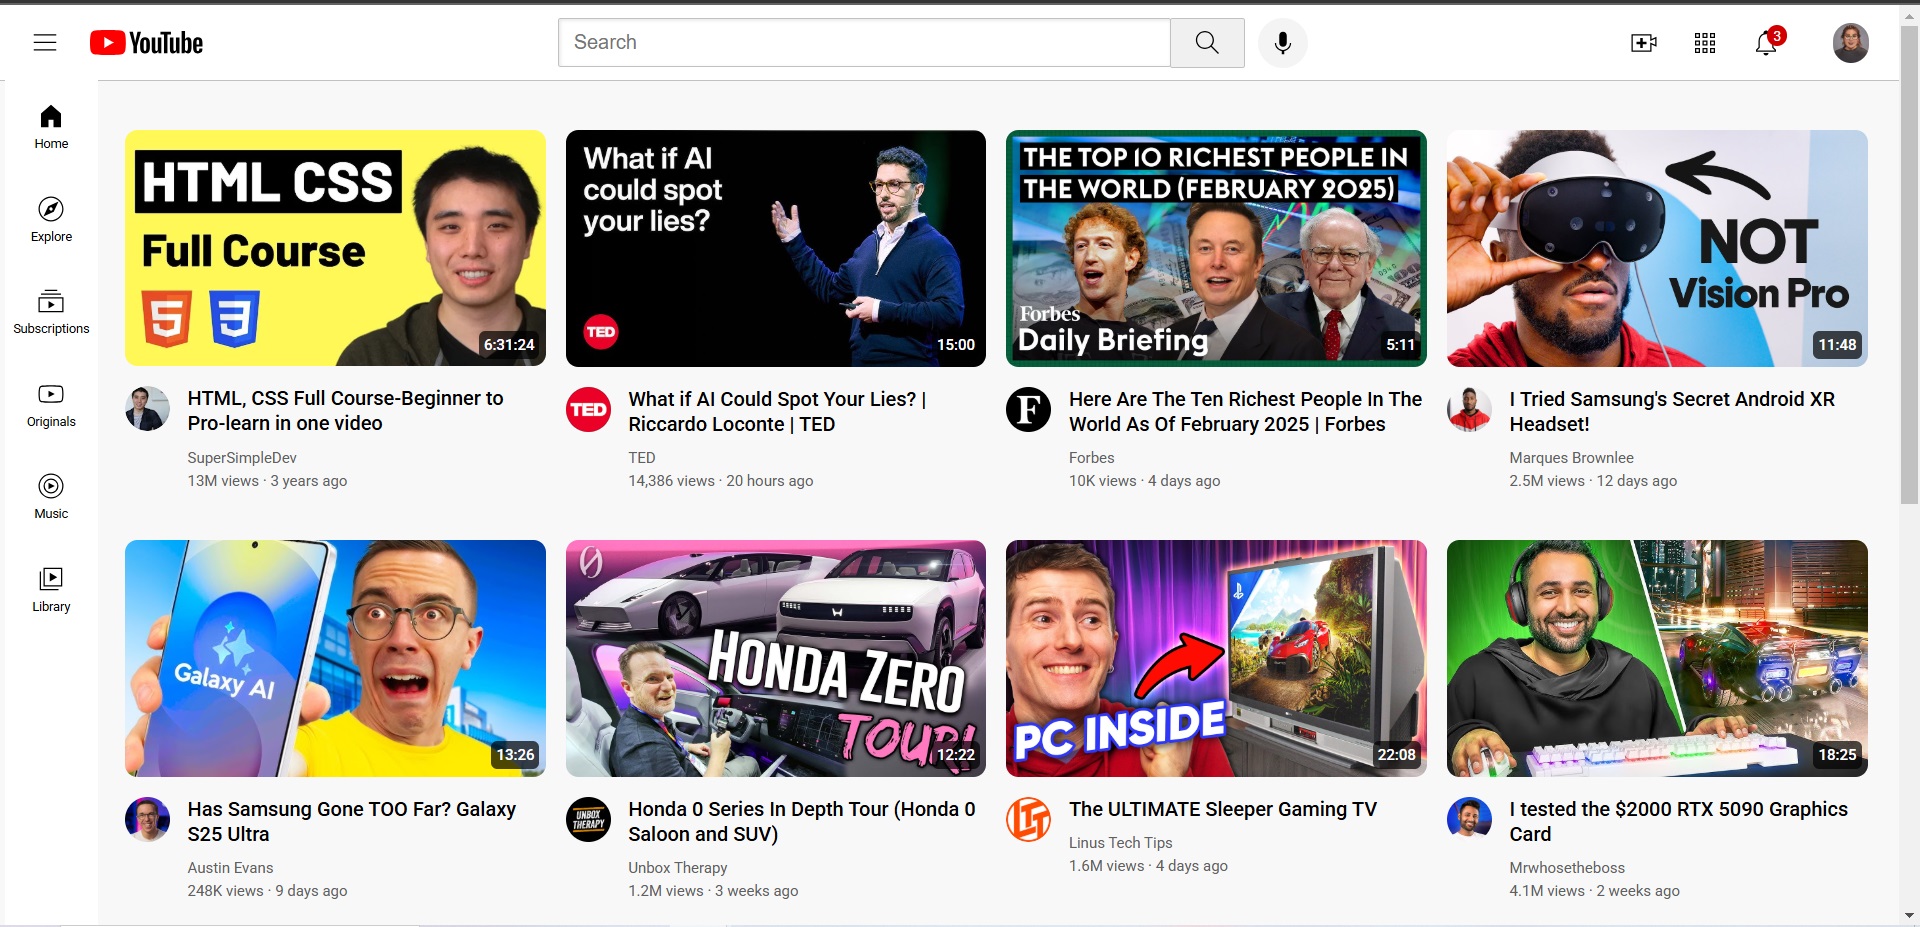 YouTube
Search
3
Home
Explore
Subscriptions
Originals
Music
Library
HTML CSS
Full Course
5
3
6:31:24
HTML, CSS Full Course-Beginner to
Pro-learn in one video
SuperSimpleDev
13M views · 3 years ago
What if AI
could spot
your lies?
TED
15:00
TED
What if AI Could Spot Your Lies? |
Riccardo Loconte | TED
TED
14,386 views · 20 hours ago
THE TOP 10 RICHEST PEOPLE IN
THE WORLD (FEBRUARY 2025)
Forbes
Daily Briefing
5:11
F
Here Are The Ten Richest People In The
World As Of February 2025 | Forbes
Forbes
10K views · 4 days ago
NOT
Vision Pro
11:48
I Tried Samsung's Secret Android XR
Headset!
Marques Brownlee
2.5M views · 12 days ago
Galaxy AI
13:26
Has Samsung Gone TOO Far? Galaxy
S25 Ultra
Austin Evans
248K views · 9 days ago
HONDA ZERO
TOUR!
12:22
UNBOX
THERAPY
Honda 0 Series In Depth Tour (Honda 0
Saloon and SUV)
Unbox Therapy
1.2M views · 3 weeks ago
PC INSIDE
22:08
LTT
The ULTIMATE Sleeper Gaming TV
Linus Tech Tips
1.6M views · 4 days ago
18:25
I tested the $2000 RTX 5090 Graphics
Card
Mrwhosetheboss
4.1M views · 2 weeks ago